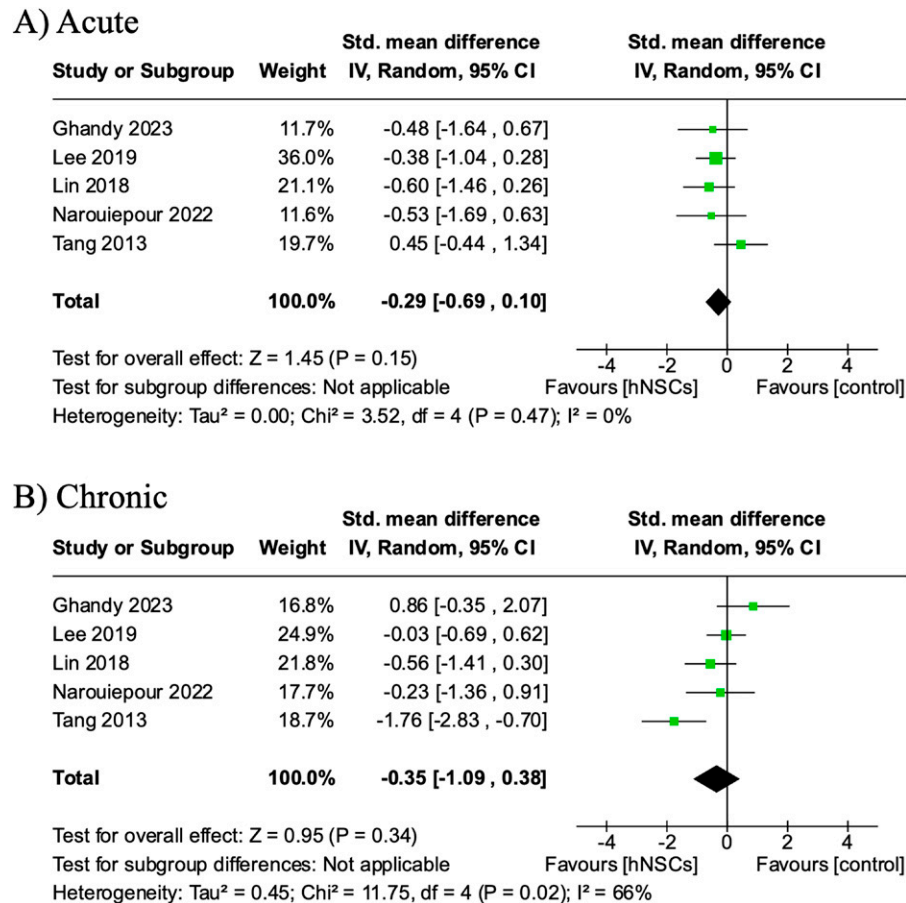 A) Acute
Std. mean difference Std. mean difference
Study or Subgroup Weight IV, Random, 95% CI IV, Random, 95% CI
Ghandy 2023 11.7% -0.48 [-1.64 , 0.67]
Lee 2019 36.0% -0.38 [-1.04 , 0.28]
Lin 2018 21.1% -0.60 [-1.46 , 0.26]
Narouiepour 2022 11.6% -0.53 [-1.69 , 0.63]
Tang 2013 19.7% 0.45 [-0.44 , 1.34]
Total 100.0% -0.29 [-0.69 , 0.10]
Test for overall effect: Z = 1.45 (P = 0.15) -4 -2 0 2 4
Test for subgroup differences: Not applicable Favours [hNSCs] Favours [control]
Heterogeneity: Tau² = 0.00; Chi² = 3.52, df = 4 (P = 0.47); I² = 0%
B) Chronic
Std. mean difference Std. mean difference
Study or Subgroup Weight IV, Random, 95% CI IV, Random, 95% CI
Ghandy 2023 16.8% 0.86 [-0.35 , 2.07]
Lee 2019 24.9% -0.03 [-0.69 , 0.62]
Lin 2018 21.8% -0.56 [-1.41 , 0.30]
Narouiepour 2022 17.7% -0.23 [-1.36 , 0.91]
Tang 2013 18.7% -1.76 [-2.83 , -0.70]
Total 100.0% -0.35 [-1.09 , 0.38]
Test for overall effect: Z = 0.95 (P = 0.34) -4 -2 0 2 4
Test for subgroup differences: Not applicable Favours [hNSCs] Favours [control]
Heterogeneity: Tau² = 0.45; Chi² = 11.75, df = 4 (P = 0.02); I² = 66%